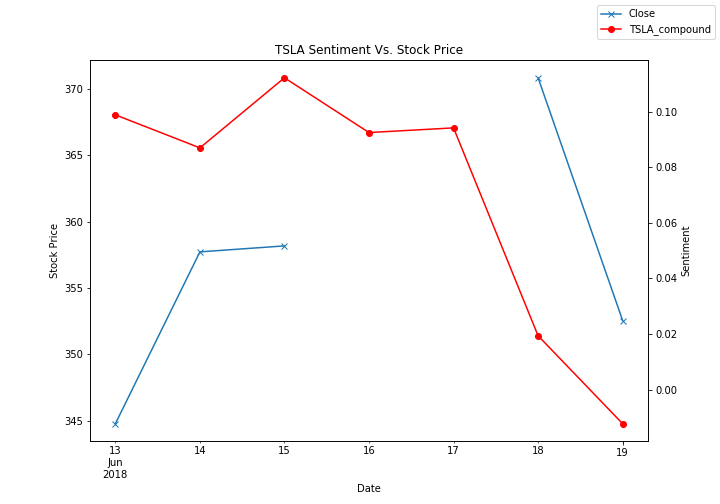 Close
TSLA_compound
TSLA Sentiment Vs. Stock Price
370
365
360
355
350
345
Stock Price
0.10
0.08
0.06
0.04
0.02
0.00
Sentiment
13 14 15 16 17 18 19
Jun
2018
Date